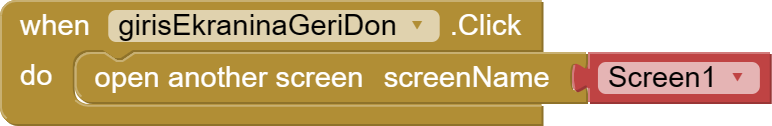 when girisEkraninaGeriDon .Click
do open another screen screenName Screen1